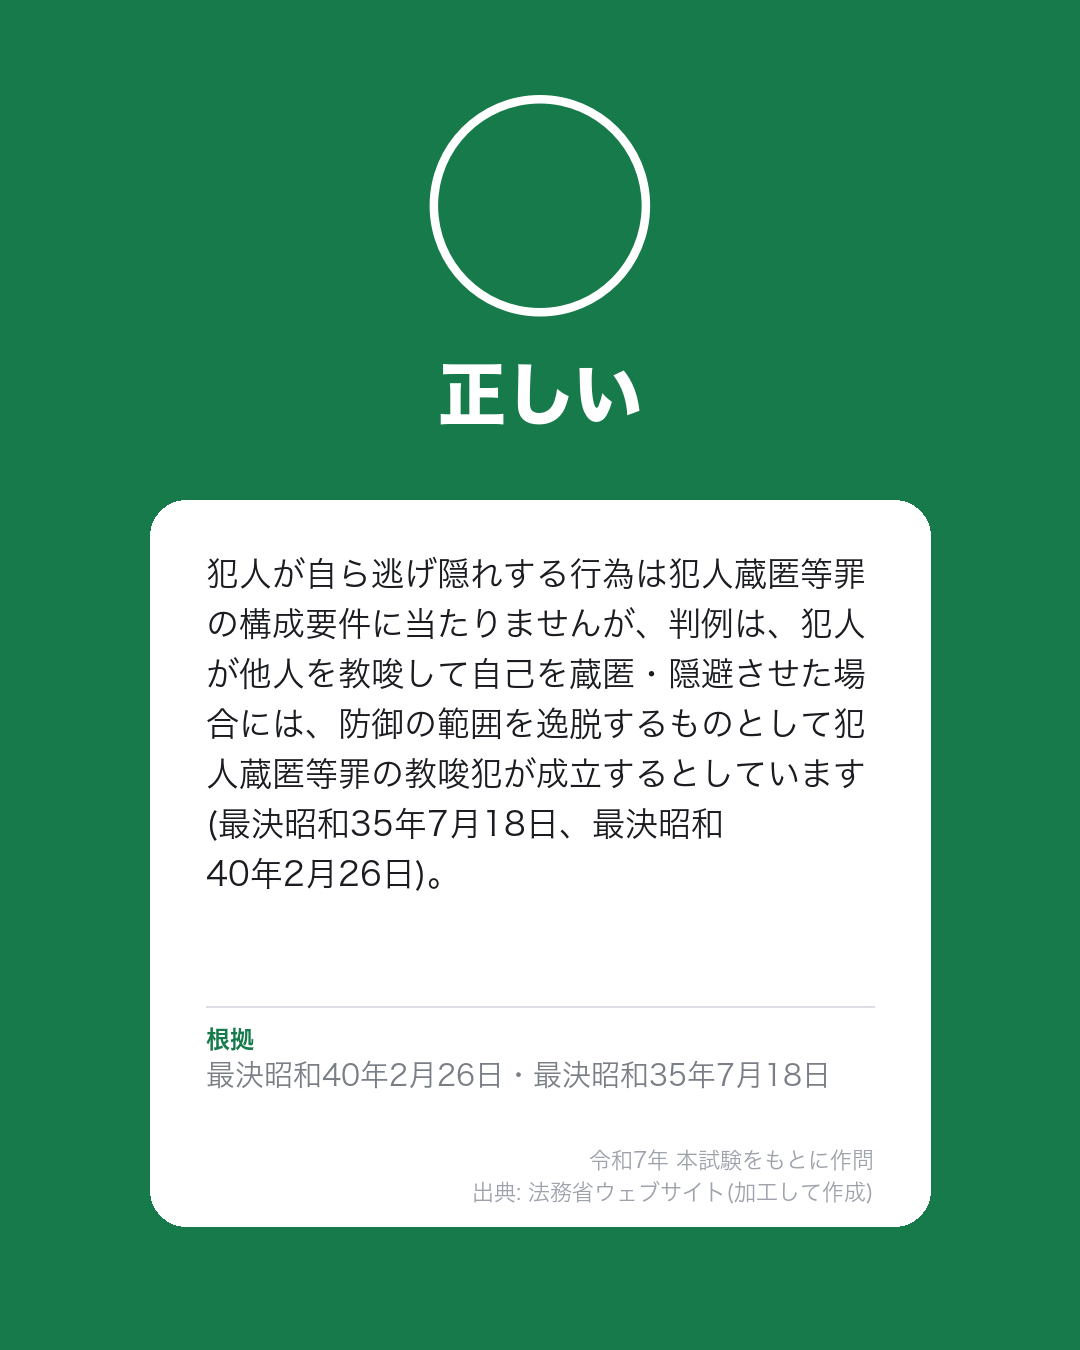 正しい
犯人が自ら逃げ隠れする行為は犯人蔵匿等罪
の構成要件に当たりませんが、判例は、犯人
が他人を教唆して自己を蔵匿・隠避させた場
合には、防御の範囲を逸脱するものとして犯
人蔵匿等罪の教唆犯が成立するとしています
(最決昭和35年7月18日、最決昭和
40年2月26日)。
根拠
最決昭和40年2月26日・最決昭和35年7月18日
令和7年 本試験をもとに作問
出典: 法務省ウェブサイト(加工して作成)